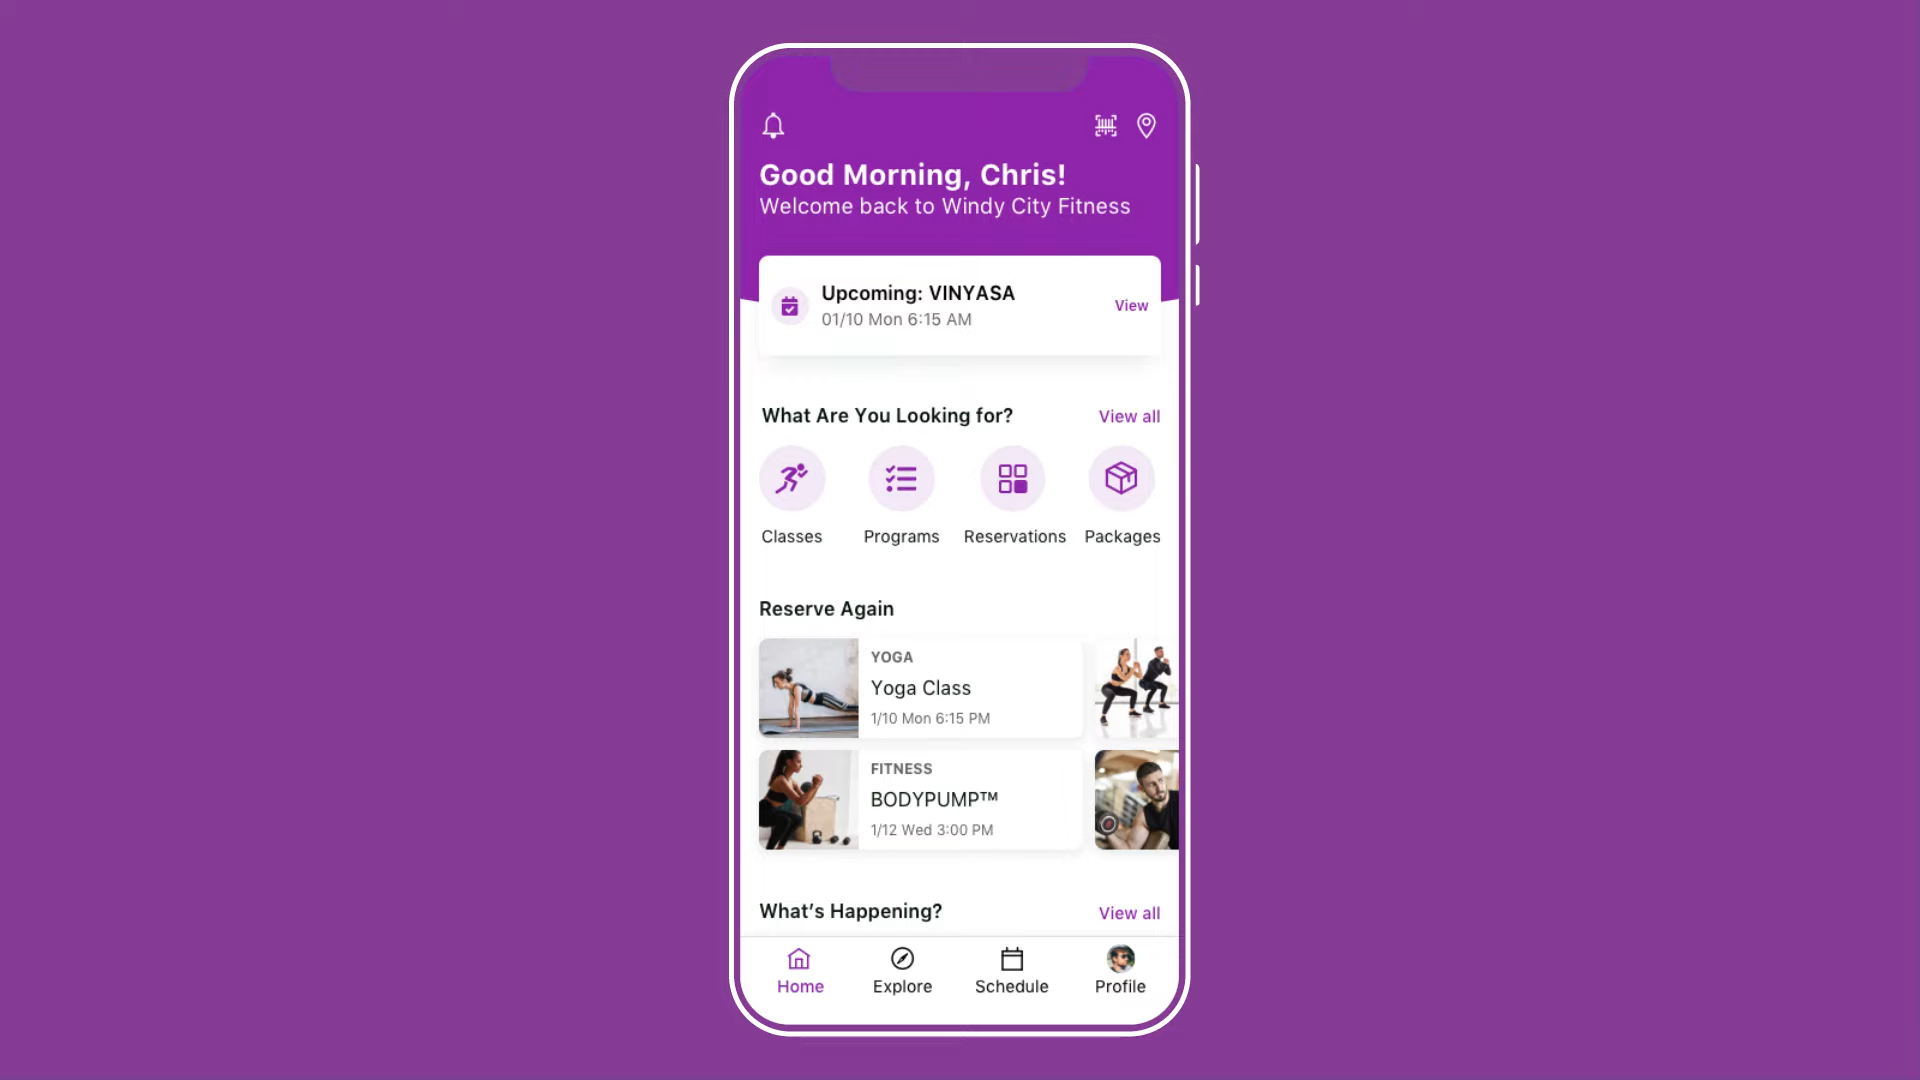 Good Morning, Chris!
Welcome back to Windy City Fitness
Upcoming: VINYASA
01/10 Mon 6:15 AM
View
What Are You Looking for?
View all
Classes
Programs
Reservations
Packages
Reserve Again
YOGA
Yoga Class
1/10 Mon 6:15 PM
FITNESS
BODYPUMP™
1/12 Wed 3:00 PM
What's Happening?
View all
Home
Explore
Schedule
Profile